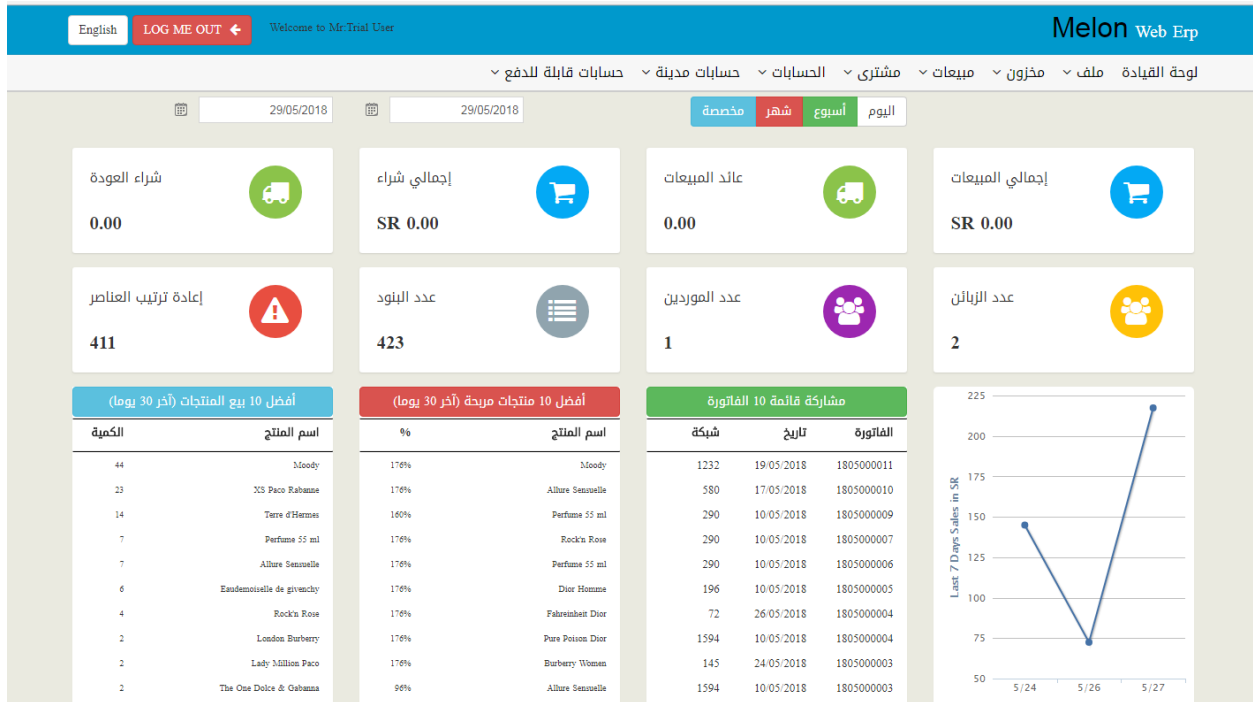 English LOG ME OUT Welcome to Mr:Trial User Melon Web Erp
لوحة القيادة ملف مخزون مبيعات مشترى الحسابات حسابات مدينة حسابات قابلة للدفع
اليوم أسبوع شهر مخصصة 29/05/2018 29/05/2018
إجمالي المبيعات
SR 0.00
عائد المبيعات
0.00
إجمالي شراء
SR 0.00
شراء العودة
0.00
عدد الزبائن
2
عدد الموردين
1
عدد البنود
423
إعادة ترتيب العناصر
411
Last 7 Days Sales in SR
225
200
175
150
125
100
75
50
5/24 5/26 5/27
مشاركة قائمة 10 الفاتورة
الفاتورة تاريخ شبكة
1805000011 19/05/2018 1232
1805000010 17/05/2018 580
1805000009 10/05/2018 290
1805000007 10/05/2018 290
1805000006 10/05/2018 290
1805000005 10/05/2018 196
1805000004 26/05/2018 72
1805000004 10/05/2018 1594
1805000003 24/05/2018 145
1805000003 10/05/2018 1594
أفضل 10 منتجات مربحة (آخر 30 يوما)
اسم المنتج %
Moody 176%
Allure Sensuelle 176%
Perfume 55 ml 160%
Rock'n Rose 176%
Perfume 55 ml 176%
Dior Homme 176%
Fahreinheit Dior 176%
Pure Poison Dior 176%
Burberry Women 176%
Allure Sensuelle 96%
أفضل 10 بيع المنتجات (آخر 30 يوما)
اسم المنتج الكمية
Moody 44
XS Paco Rabanne 23
Terre d'Hermes 14
Perfume 55 ml 7
Allure Sensuelle 7
Eaudemoiselle de givenchy 6
Rock'n Rose 4
London Burberry 2
Lady Million Paco 2
The One Dolce & Gabanna 2